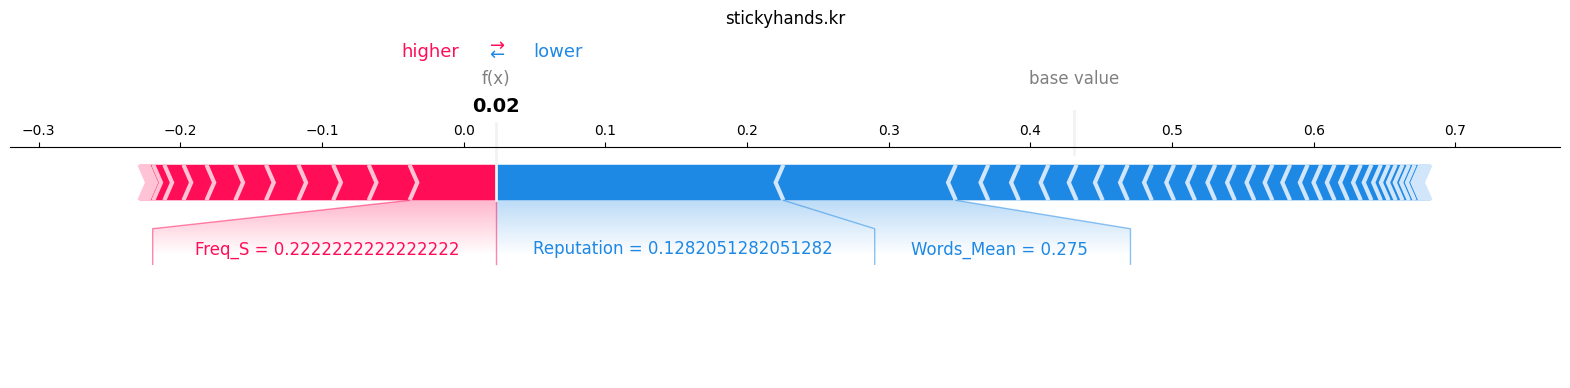 stickyhands.kr
higher ⇄ lower
f(x) base value
0.02
−0.3 −0.2 −0.1 0.0 0.1 0.2 0.3 0.4 0.5 0.6 0.7
Freq_S = 0.2222222222222222 Reputation = 0.1282051282051282 Words_Mean = 0.275